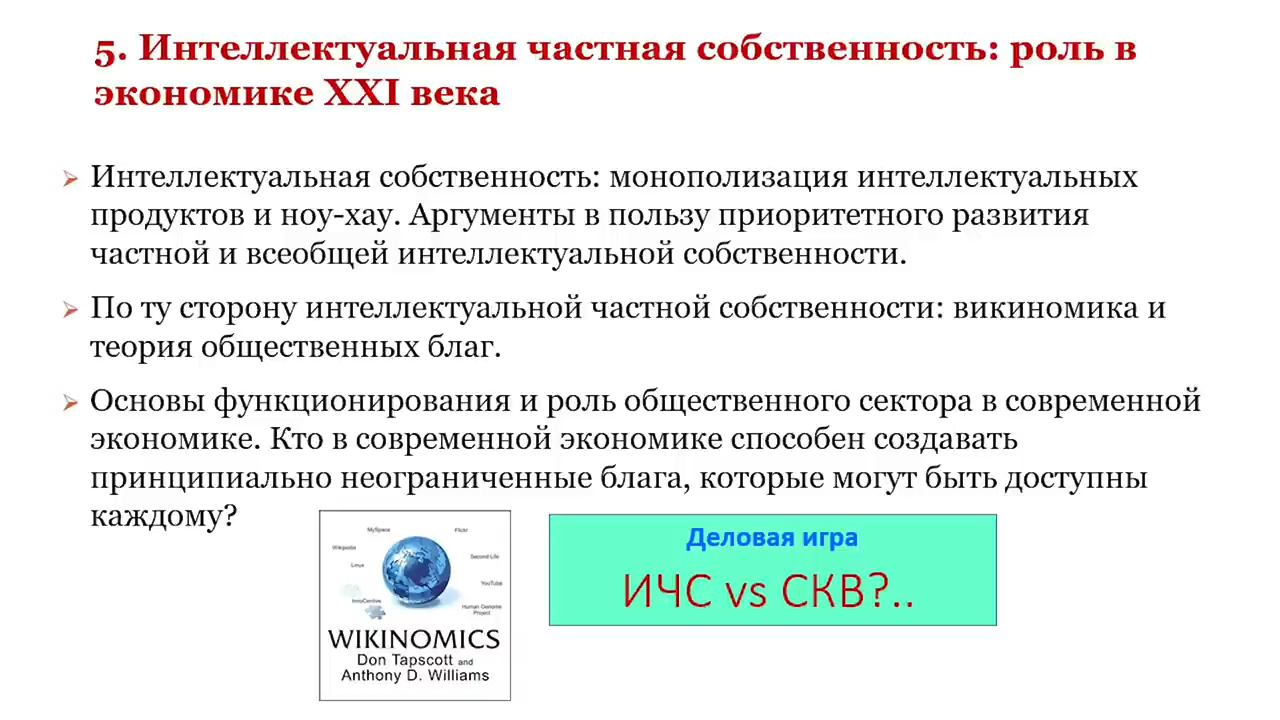 5. Интеллектуальная частная собственность: роль в
экономике XXI века
Интеллектуальная собственность: монополизация интеллектуальных
продуктов и ноу-хау. Аргументы в пользу приоритетного развития
частной и всеобщей интеллектуальной собственности.
По ту сторону интеллектуальной частной собственности: викиномика и
теория общественных благ.
Основы функционирования и роль общественного сектора в современной
экономике. Кто в современной экономике способен создавать
принципиально неограниченные блага, которые могут быть доступны
каждому?
MySpace
Flickr
Wikipedia
Second Life
Linux
YouTube
InnoCentive
Human Genome
Project
WIKINOMICS
Don Tapscott and
Anthony D. Williams
Деловая игра
ИЧС vs СКВ?..